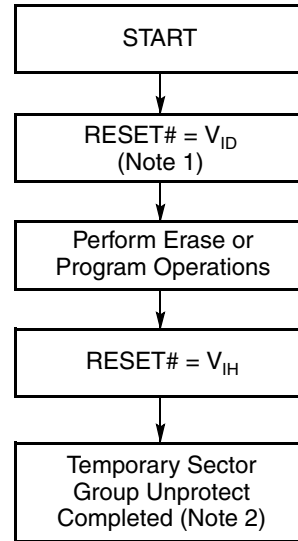 START
RESET# = V_ID
(Note 1)
Perform Erase or
Program Operations
RESET# = V_IH
Temporary Sector
Group Unprotect
Completed (Note 2)